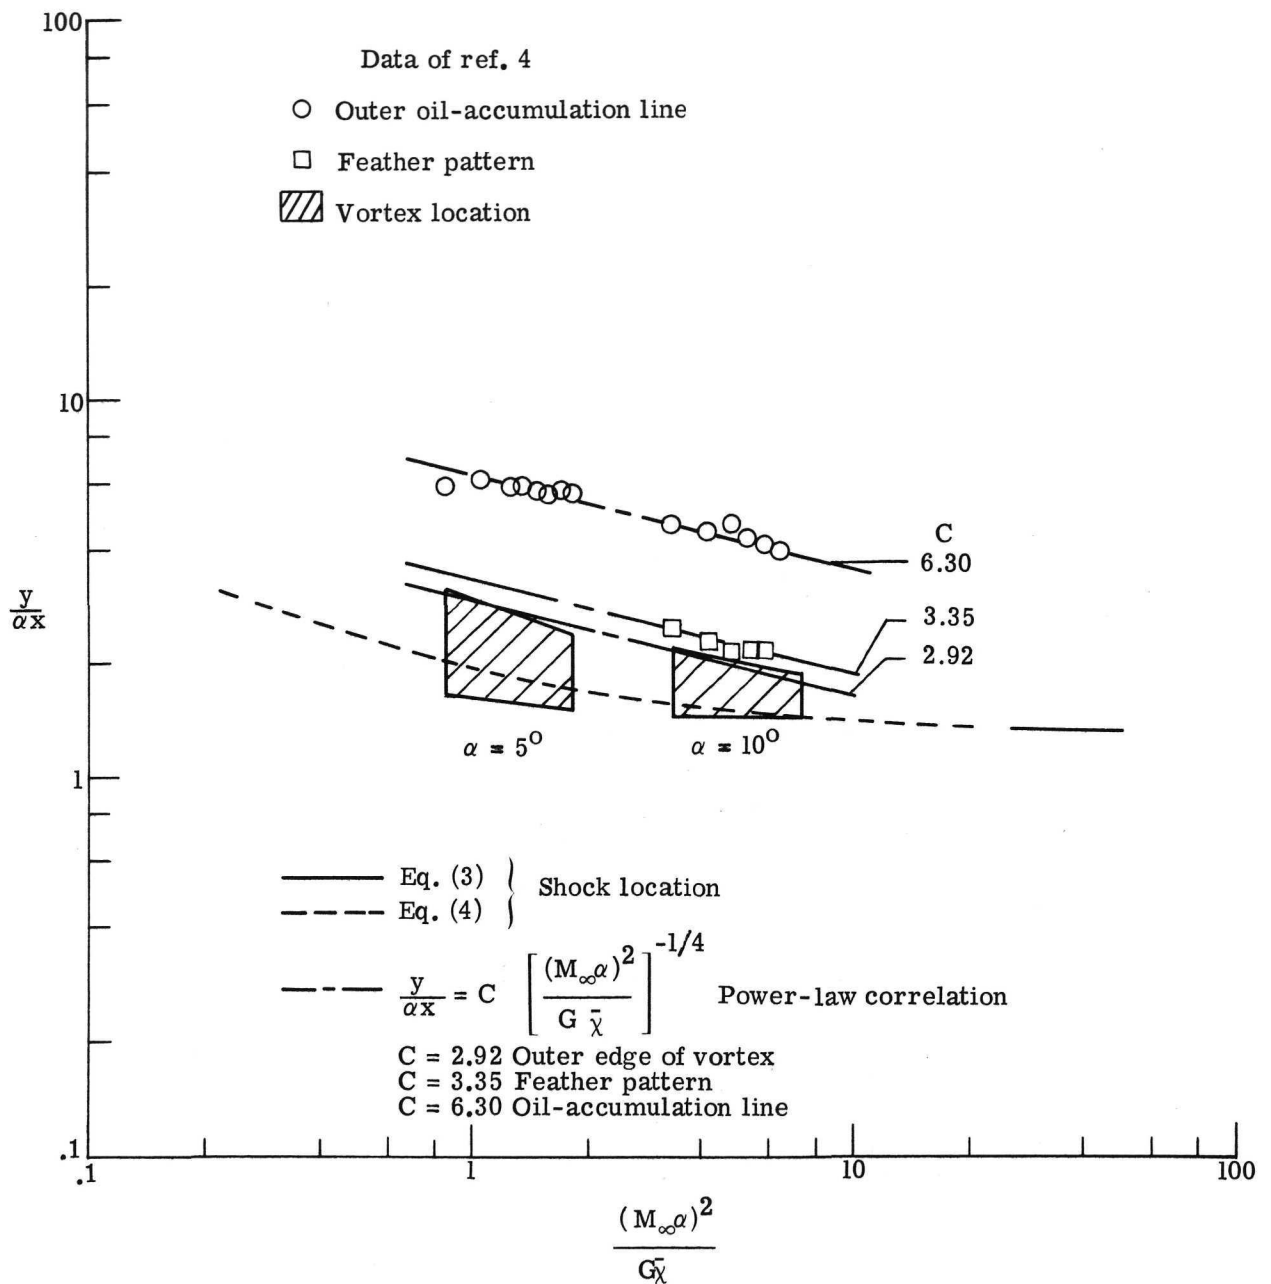 100
Data of ref. 4
Outer oil-accumulation line
Feather pattern
Vortex location
10
C
6.30
3.35
2.92
y
αx
α = 5°
α = 10°
1
Eq. (3)
Eq. (4)
} Shock location
y/αx = C [(M∞α)²/G χ̄]^-1/4 Power-law correlation
C = 2.92 Outer edge of vortex
C = 3.35 Feather pattern
C = 6.30 Oil-accumulation line
.1
.1 1 10 100
(M∞α)²
Gχ̄